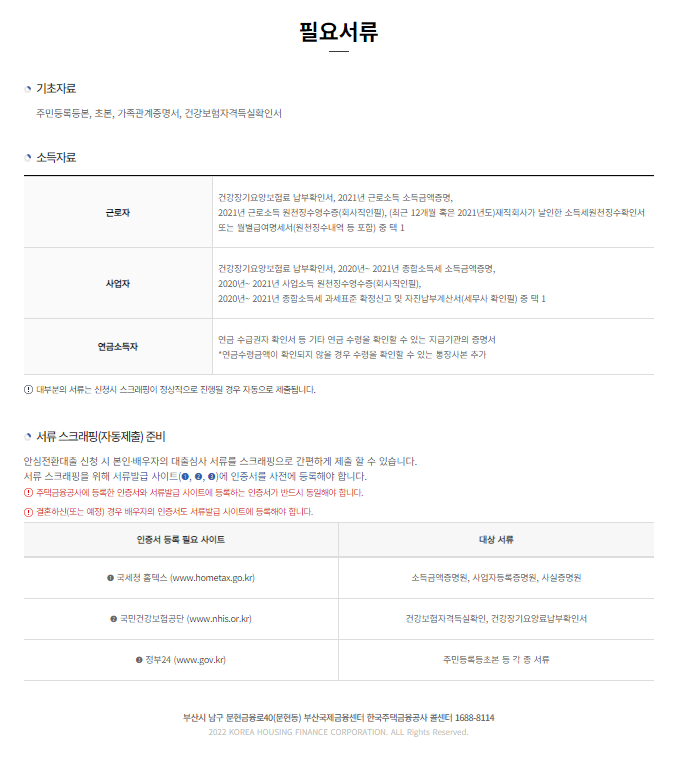 필요서류
기초자료
주민등록등본, 초본, 가족관계증명서, 건강보험자격득실확인서
소득자료
근로자
건강장기요양보험료 납부확인서, 2021년 근로소득 소득금액증명,
2021년 근로소득 원천징수영수증(회사직인필), (최근 12개월 혹은 2021년도)재직회사가 날인한 소득세원천징수확인서
또는 월별급여명세서(원천징수내역 등 포함) 중 택 1
사업자
건강장기요양보험료 납부확인서, 2020년~ 2021년 종합소득세 소득금액증명,
2020년~ 2021년 사업소득 원천징수영수증(회사직인필),
2020년~ 2021년 종합소득세 과세표준 확정신고 및 자진납부계산서(세무사 확인필) 중 택 1
연금소득자
연금 수급권자 확인서 등 기타 연금 수령을 확인할 수 있는 지급기관의 증명서
*연금수령금액이 확인되지 않을 경우 수령을 확인할 수 있는 통장사본 추가
대부분의 서류는 신청시 스크래핑이 정상적으로 진행될 경우 자동으로 제출됩니다.
서류 스크래핑(자동제출) 준비
안심전환대출 신청 시 본인·배우자의 대출심사 서류를 스크래핑으로 간편하게 제출 할 수 있습니다.
서류 스크래핑을 위해 서류발급 사이트(❶, ❷, ❸)에 인증서를 사전에 등록해야 합니다.
주택금융공사에 등록한 인증서와 서류발급 사이트에 등록하는 인증서가 반드시 동일해야 합니다.
결혼하신(또는 예정) 경우 배우자의 인증서도 서류발급 사이트에 등록해야 합니다.
인증서 등록 필요 사이트
대상 서류
❶ 국세청 홈텍스 (www.hometax.go.kr)
소득금액증명원, 사업자등록증명원, 사실증명원
❷ 국민건강보험공단 (www.nhis.or.kr)
건강보험자격득실확인, 건강장기요양료납부확인서
❸ 정부24 (www.gov.kr)
주민등록등초본 등 각 종 서류
부산시 남구 문현금융로40(문현동) 부산국제금융센터 한국주택금융공사 콜센터 1688-8114
2022 KOREA HOUSING FINANCE CORPORATION. ALL Rights Reserved.